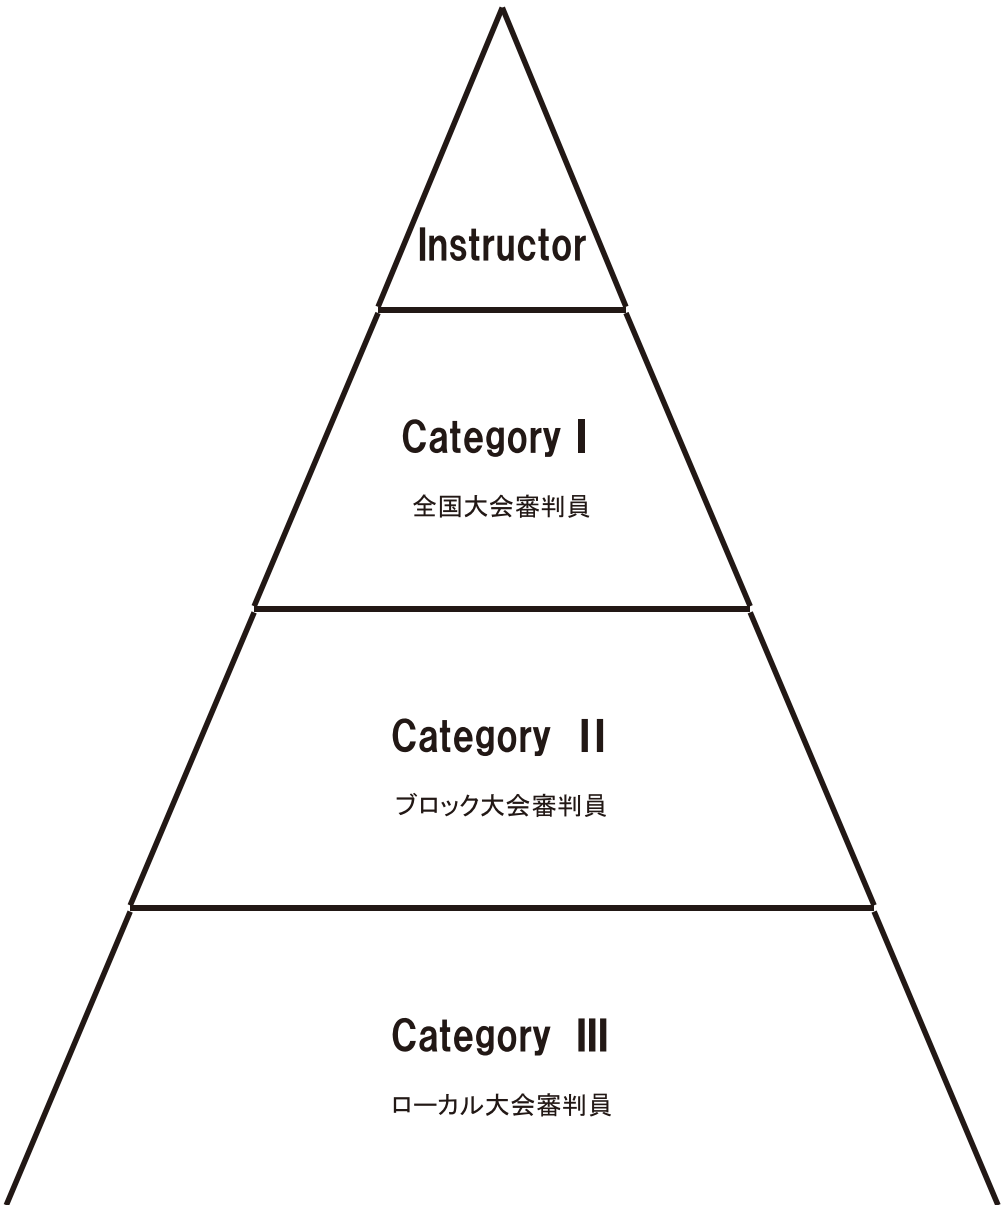 Instructor
Category Ⅰ
全国大会審判員
Category Ⅱ
ブロック大会審判員
Category Ⅲ
ローカル大会審判員